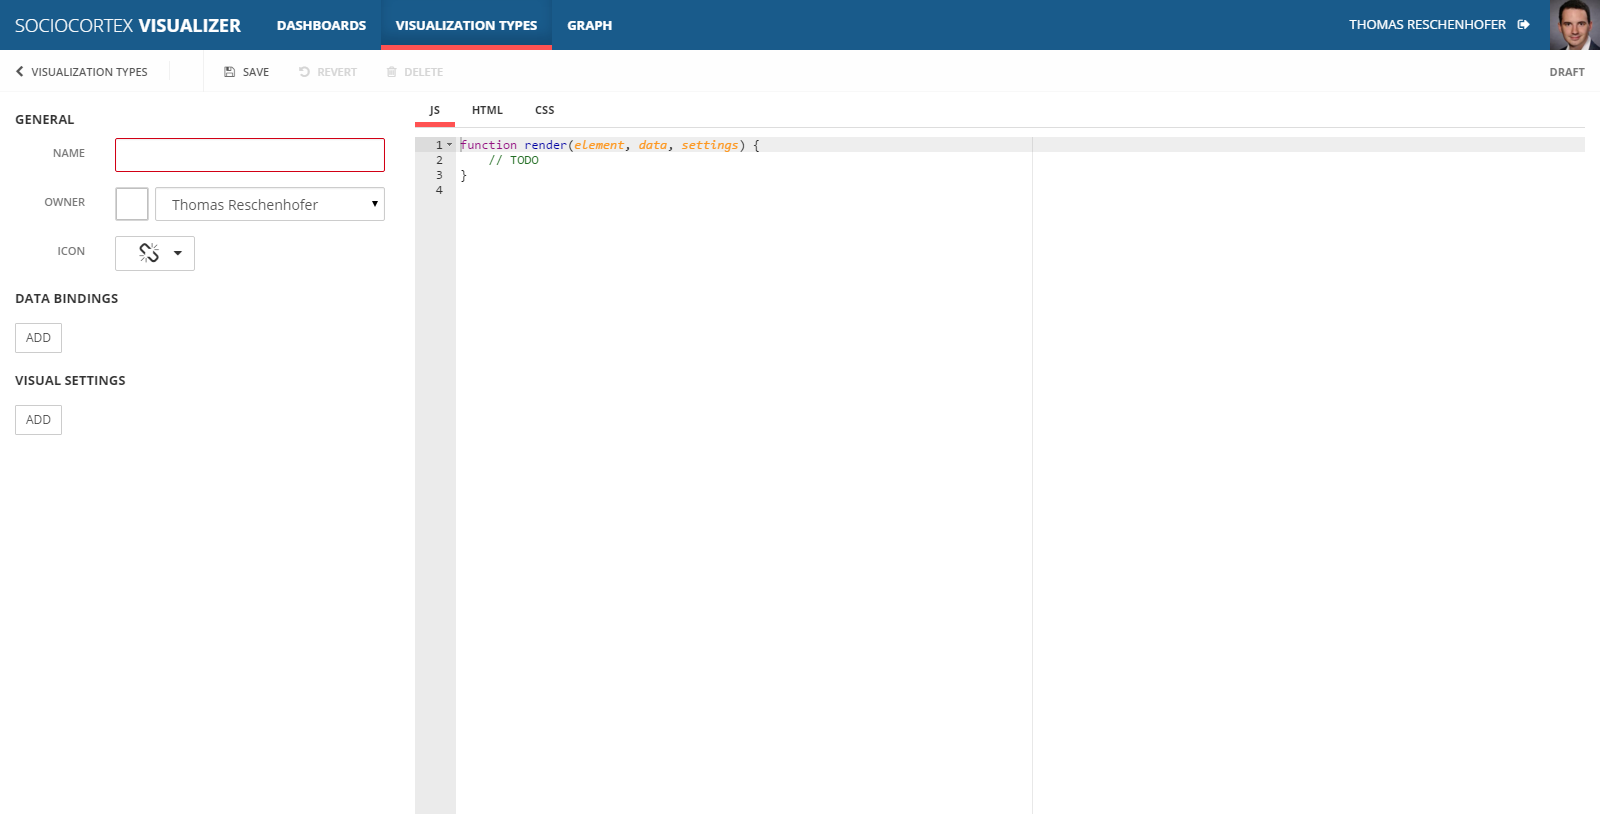 SOCIOCORTEX VISUALIZER DASHBOARDS VISUALIZATION TYPES GRAPH THOMAS RESCHENHOFER
VISUALIZATION TYPES SAVE REVERT DELETE DRAFT
GENERAL
NAME
OWNER Thomas Reschenhofer
ICON
DATA BINDINGS
ADD
VISUAL SETTINGS
ADD
JS HTML CSS
1 function render(element, data, settings) {
2 // TODO
3 }
4